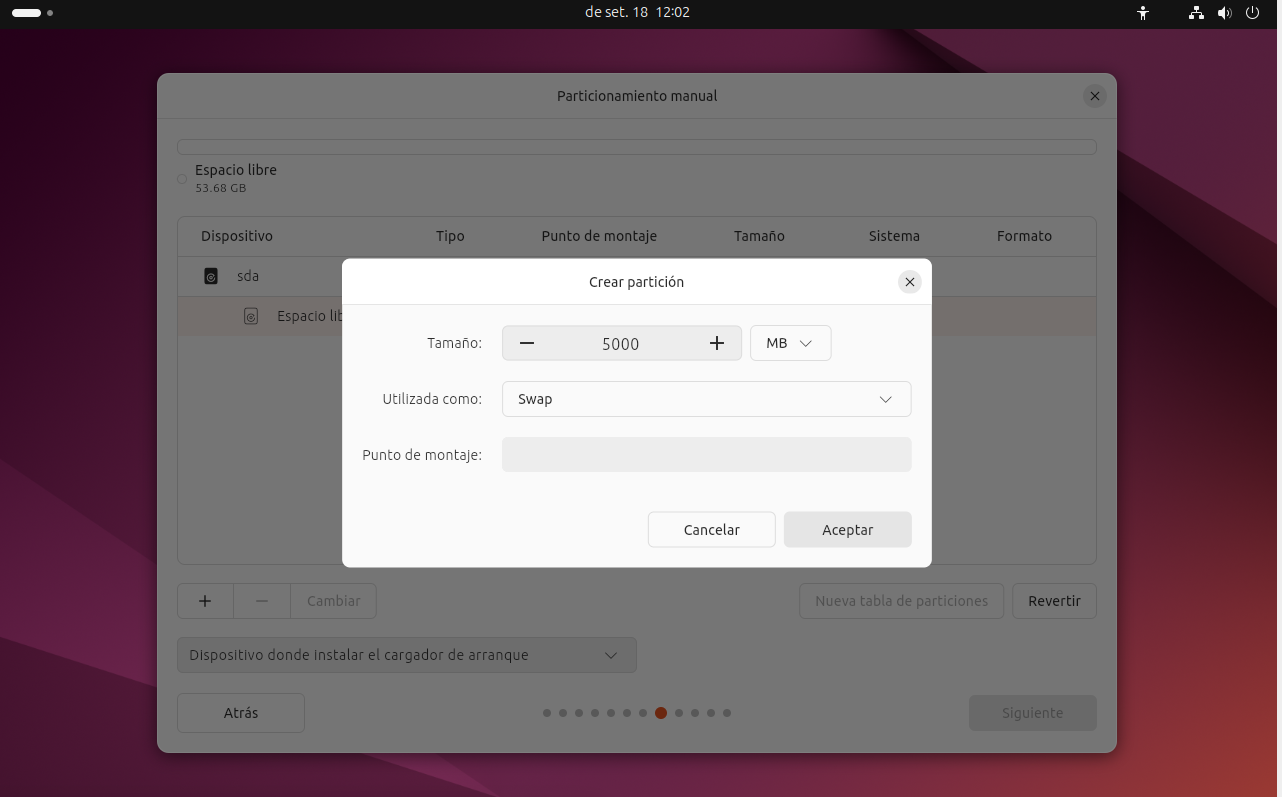 de set. 18 12:02
Particionamiento manual
Espacio libre
53.68 GB
Dispositivo Tipo Punto de montaje Tamaño Sistema Formato
sda
Espacio lib
Crear partición
Tamaño: 5000 MB
Utilizada como: Swap
Punto de montaje:
Cancelar Aceptar
Cambiar Nueva tabla de particiones Revertir
Dispositivo donde instalar el cargador de arranque
Atrás Siguiente